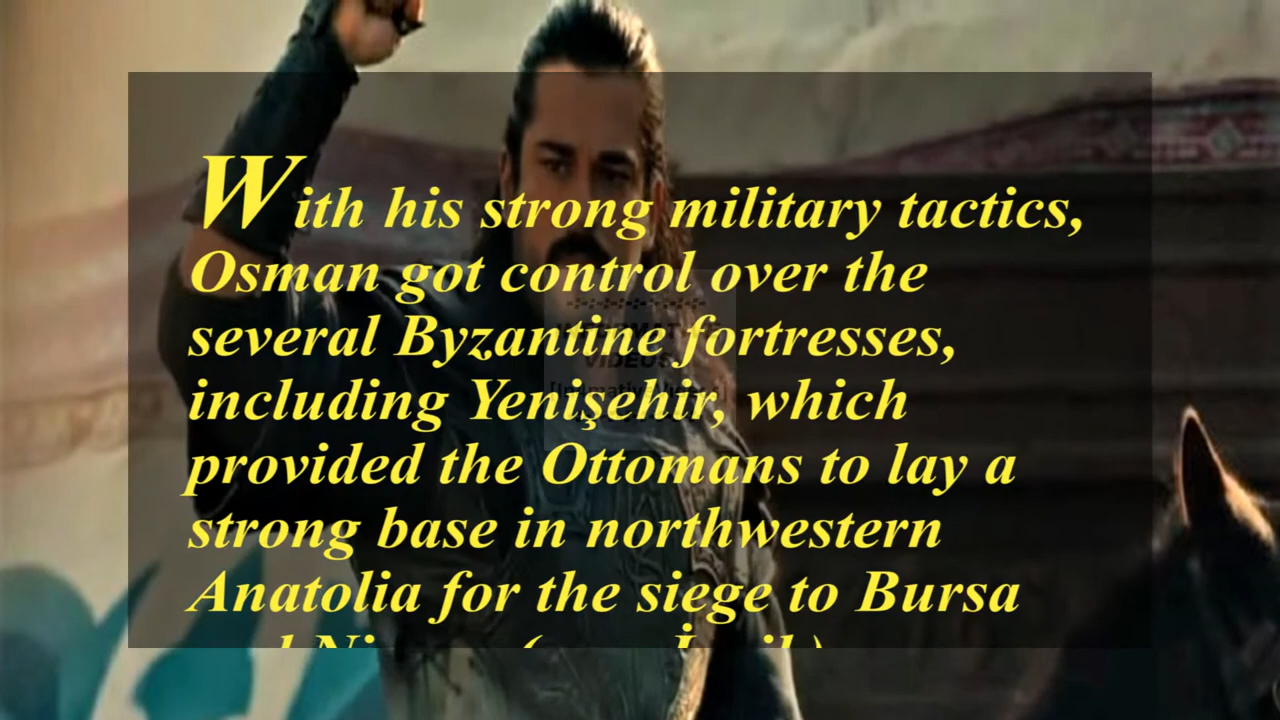 With his strong military tactics,
Osman got control over the
several Byzantine fortresses,
including Yenişehir, which
provided the Ottomans to lay a
strong base in northwestern
Anatolia for the siege to Bursa
VIDEOS